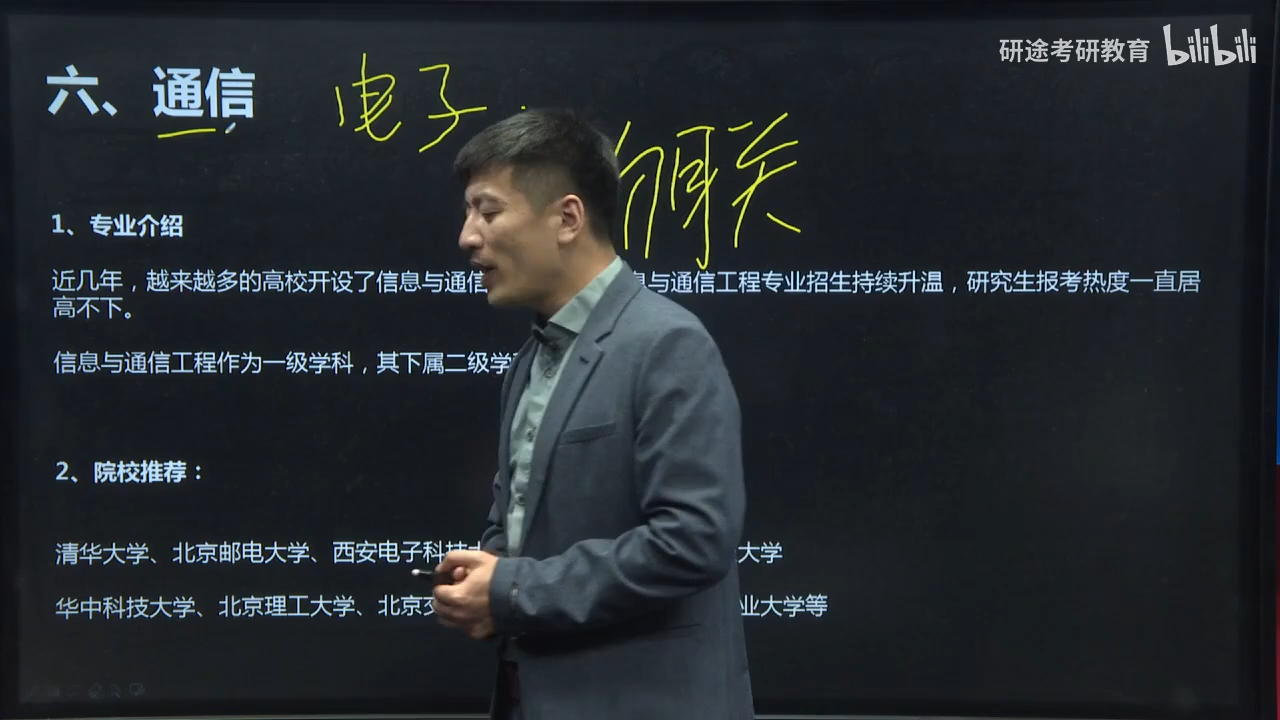 研途考研教育 bilibili
六、通信 电子
1、专业介绍
近几年，越来越多的高校开设了信息与通信 息与通信工程专业招生持续升温，研究生报考热度一直居
高不下。
信息与通信工程作为一级学科，其下属二级学
2、院校推荐：
清华大学、北京邮电大学、西安电子科技大 大学
华中科技大学、北京理工大学、北京交 业大学等